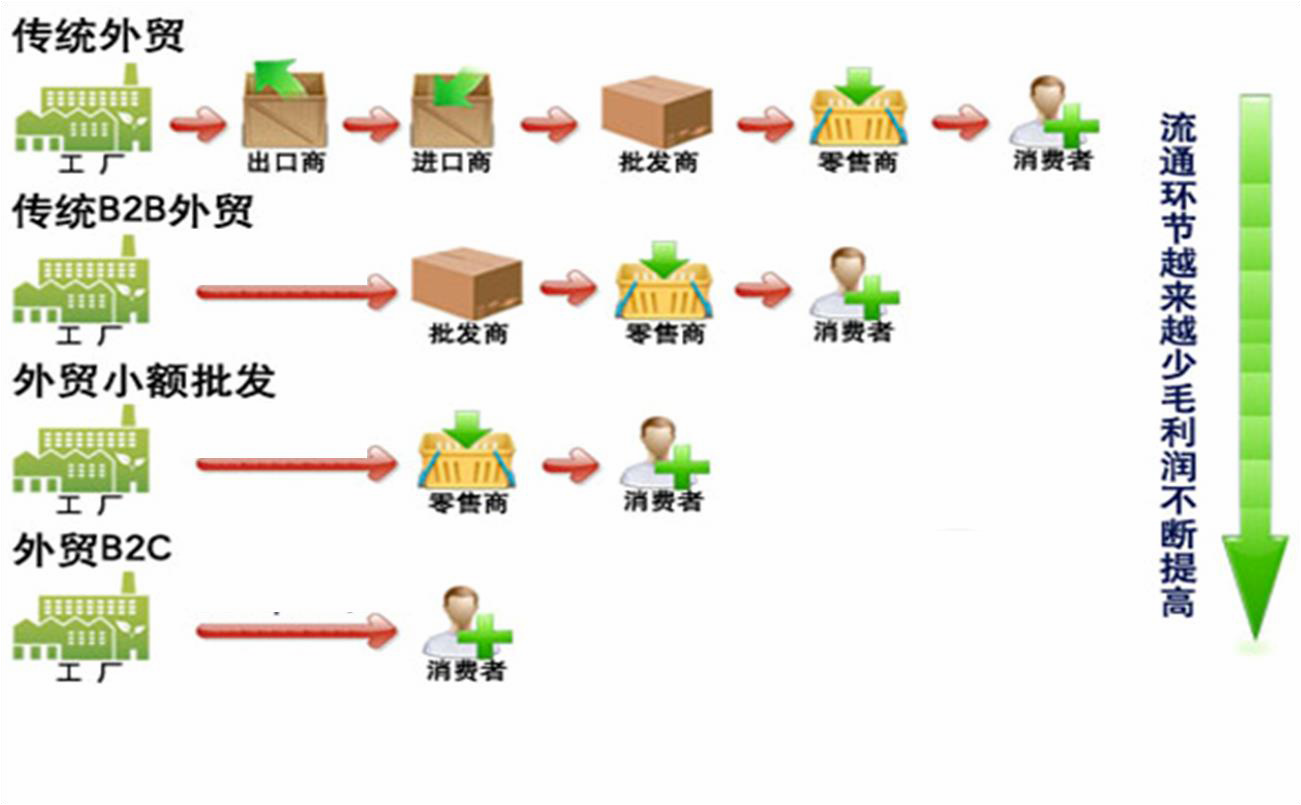 传统外贸
工厂 出口商 进口商 批发商 零售商 消费者
传统B2B外贸
工厂 批发商 零售商 消费者
外贸小额批发
工厂 零售商 消费者
外贸B2C
工厂 消费者
流通环节越来越少毛利润不断提高